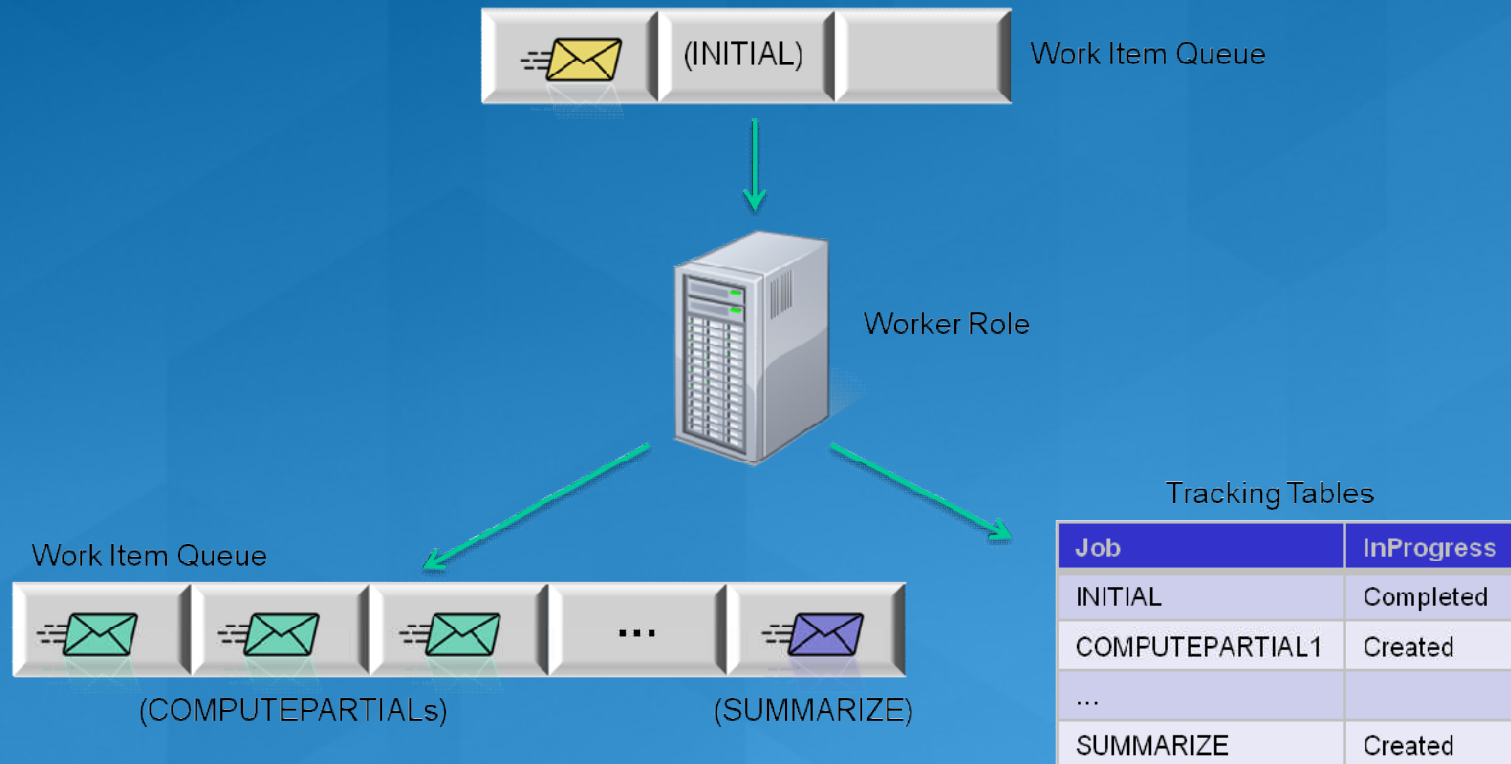 (INITIAL)
Work Item Queue
Worker Role
Tracking Tables
Job InProgress
INITIAL Completed
COMPUTEPARTIAL1 Created
...
SUMMARIZE Created
Work Item Queue
...
(COMPUTEPARTIALs) (SUMMARIZE)